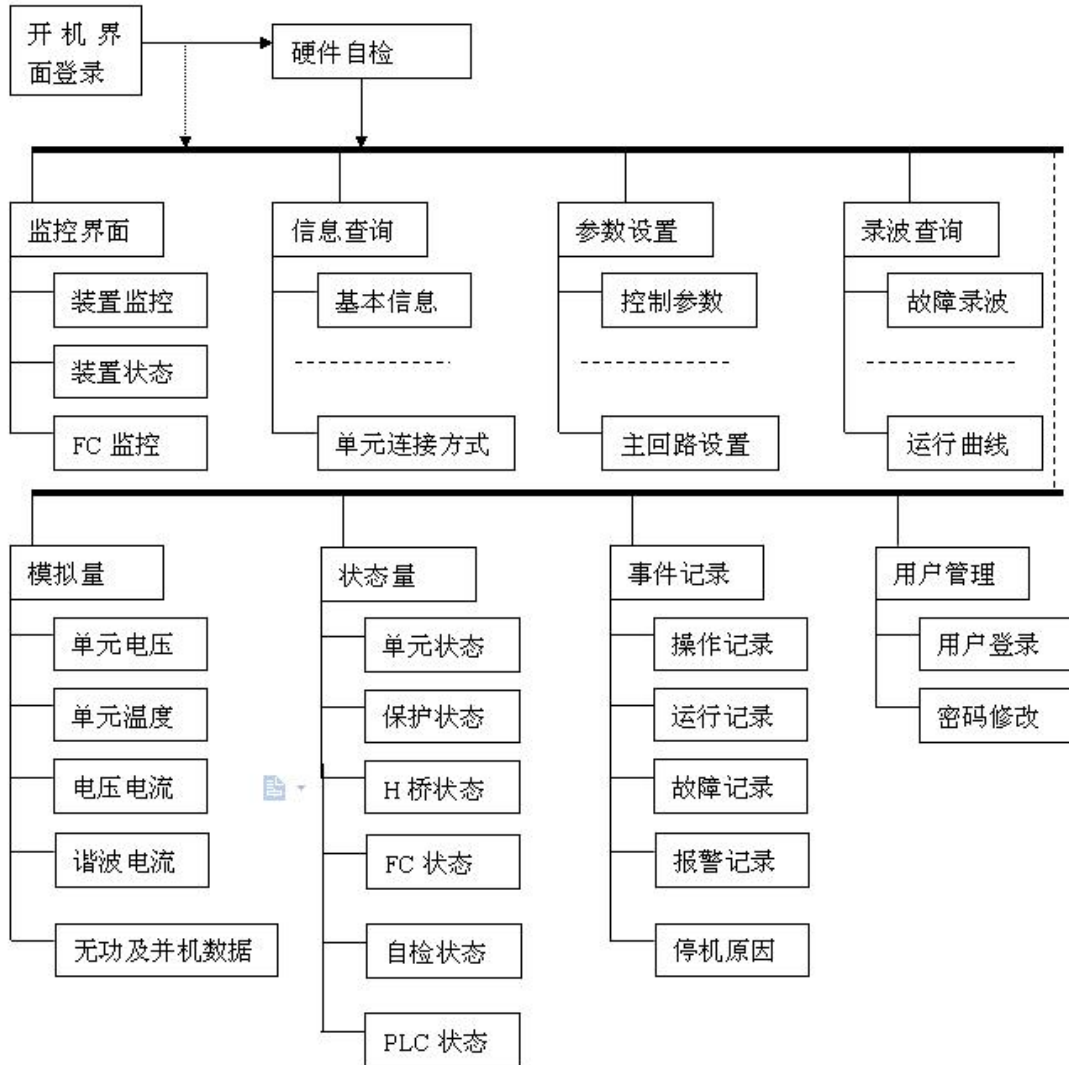 开机界
面登录
硬件自检
监控界面
信息查询
参数设置
录波查询
装置监控
基本信息
控制参数
故障录波
装置状态
FC 监控
单元连接方式
主回路设置
运行曲线
模拟量
状态量
事件记录
用户管理
单元电压
单元状态
操作记录
用户登录
单元温度
保护状态
运行记录
密码修改
电压电流
H 桥状态
故障记录
谐波电流
FC 状态
报警记录
无功及并机数据
自检状态
停机原因
PLC 状态